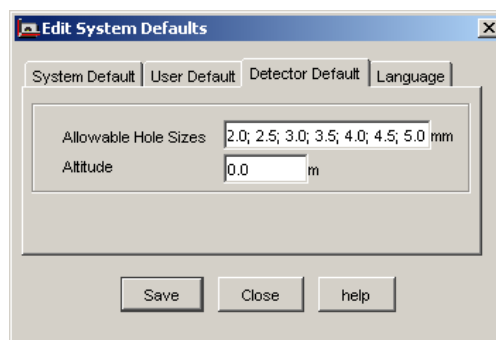 Edit System Defaults
System Default User Default Detector Default Language
Allowable Hole Sizes 2.0; 2.5; 3.0; 3.5; 4.0; 4.5; 5.0 mm
Altitude 0.0 m
Save Close help